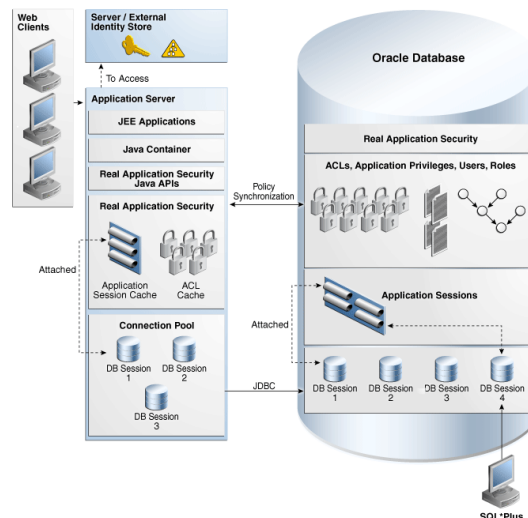 Web
Clients
Server / External
Identity Store
To Access
Application Server
JEE Applications
Java Container
Real Application Security
Java APIs
Real Application Security
Attached
Application
Session Cache
ACL
Cache
Connection Pool
DB Session
1
DB Session
2
DB Session
3
Policy
Synchronization
JDBC
Oracle Database
Real Application Security
ACLs, Application Privileges, Users, Roles
Application Sessions
Attached
DB Session
1
DB Session
2
DB Session
3
DB Session
4
SQL*Plus